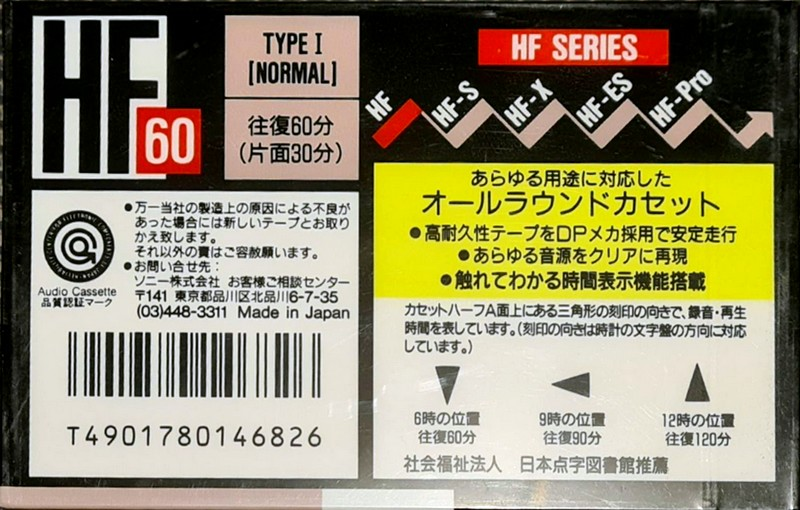 HF
60
TYPE I
[NORMAL]
往復60分
(片面30分)
HF SERIES
HF
HF-S
HF-X
HF-ES
HF-Pro
あらゆる用途に対応した
オールラウンドカセット
●高耐久性テープをDPメカ採用で安定走行
●あらゆる音源をクリアに再現
●触れてわかる時間表示機能搭載
Audio Cassette
品質認証マーク
●万一当社の製造上の原因による不良が
あった場合には新しいテープとお取り
かえ致します。
それ以外の責はご容赦願います。
●お問い合せ先:
ソニー株式会社 お客様ご相談センター
〒141 東京都品川区北品川6-7-35
(03)448-3311 Made in Japan
T4901780146826
カセットハーフA面上にある三角形の刻印の向きで、録音・再生
時間を表しています。(刻印の向きは時計の文字盤の方向に対応
しています。)
6時の位置
往復60分
9時の位置
往復90分
12時の位置
往復120分
社会福祉法人 日本点字図書館推薦